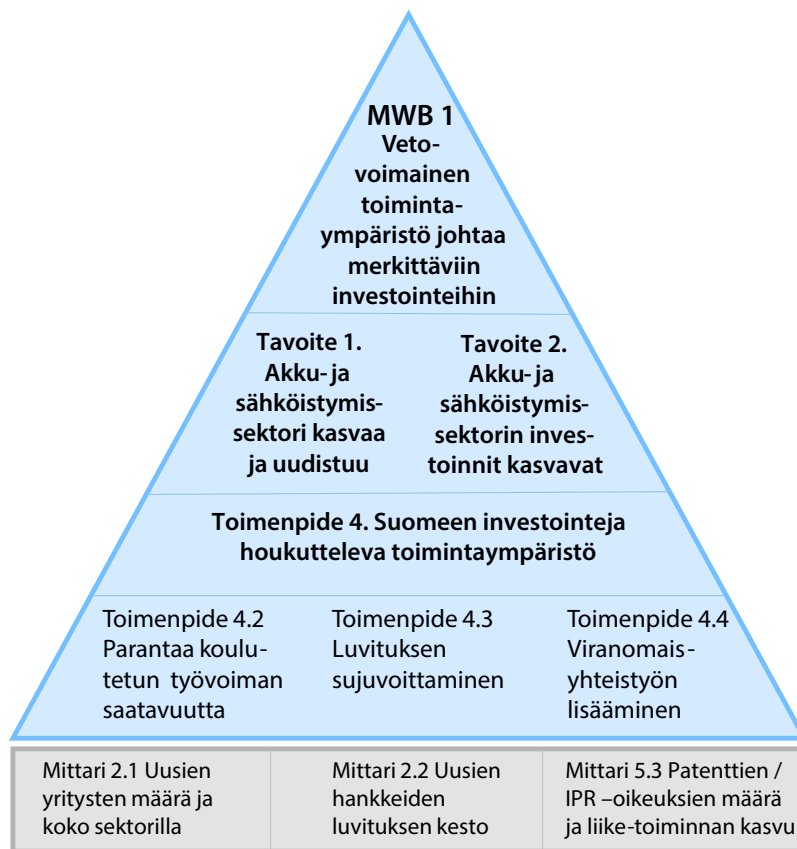 MWB 1
Veto-
voimainen
toiminta-
ympäristö johtaa
merkittäviin
investointeihin
Tavoite 1.
Akku- ja
sähköistymis-
sektori kasvaa
ja uudistuu
Tavoite 2.
Akku- ja
sähköistymis-
sektorin inves-
toinnit kasvavat
Toimenpide 4. Suomeen investointeja
houkutteleva toimintaympäristö
Toimenpide 4.2
Parantaa koulu-
tetun työvoiman
saatavuutta
Toimenpide 4.3
Luvituksen
sujuvoittaminen
Toimenpide 4.4
Viranomais-
yhteistyön
lisääminen
Mittari 2.1 Uusien
yritysten määrä ja
koko sektorilla
Mittari 2.2 Uusien
hankkeiden
luvituksen kesto
Mittari 5.3 Patenttien /
IPR –oikeuksien määrä
ja liike-toiminnan kasvu